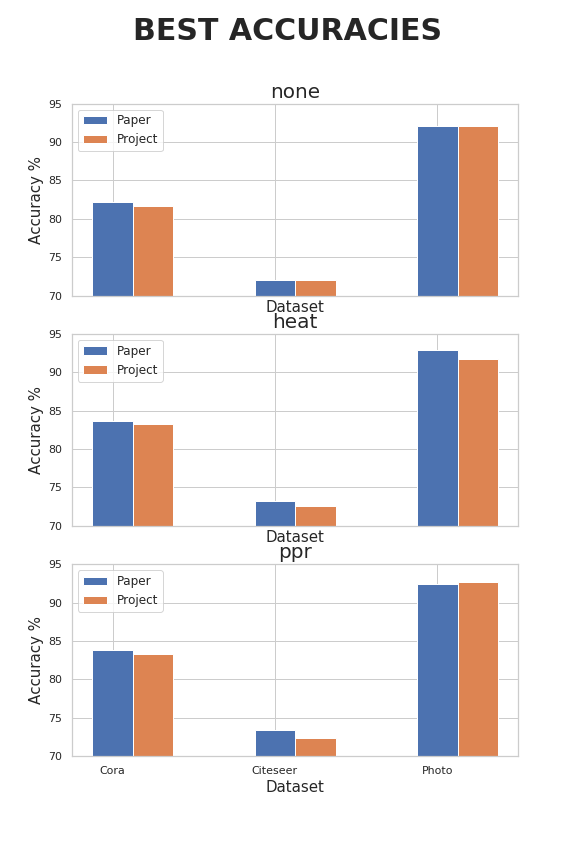 BEST ACCURACIES
none
95
90
85
80
75
70
Accuracy %
Paper
Project
Dataset
heat
95
90
85
80
75
70
Accuracy %
Paper
Project
Dataset
ppr
95
90
85
80
75
70
Accuracy %
Paper
Project
Cora Citeseer Photo
Dataset